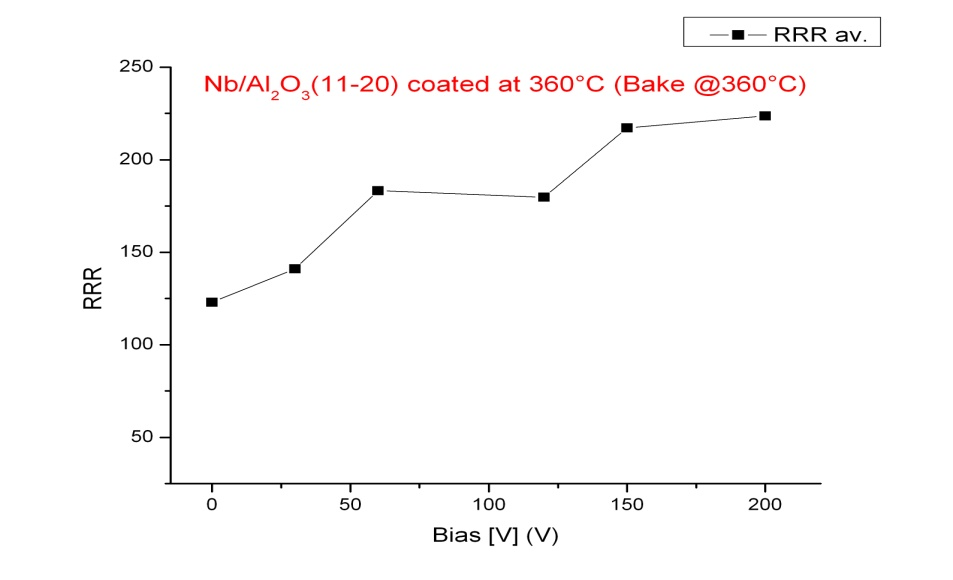 RRR av.
Nb/Al2O3(11-20) coated at 360°C (Bake @360°C)
250
200
150
100
50
RRR
0 50 100 150 200
Bias [V] (V)